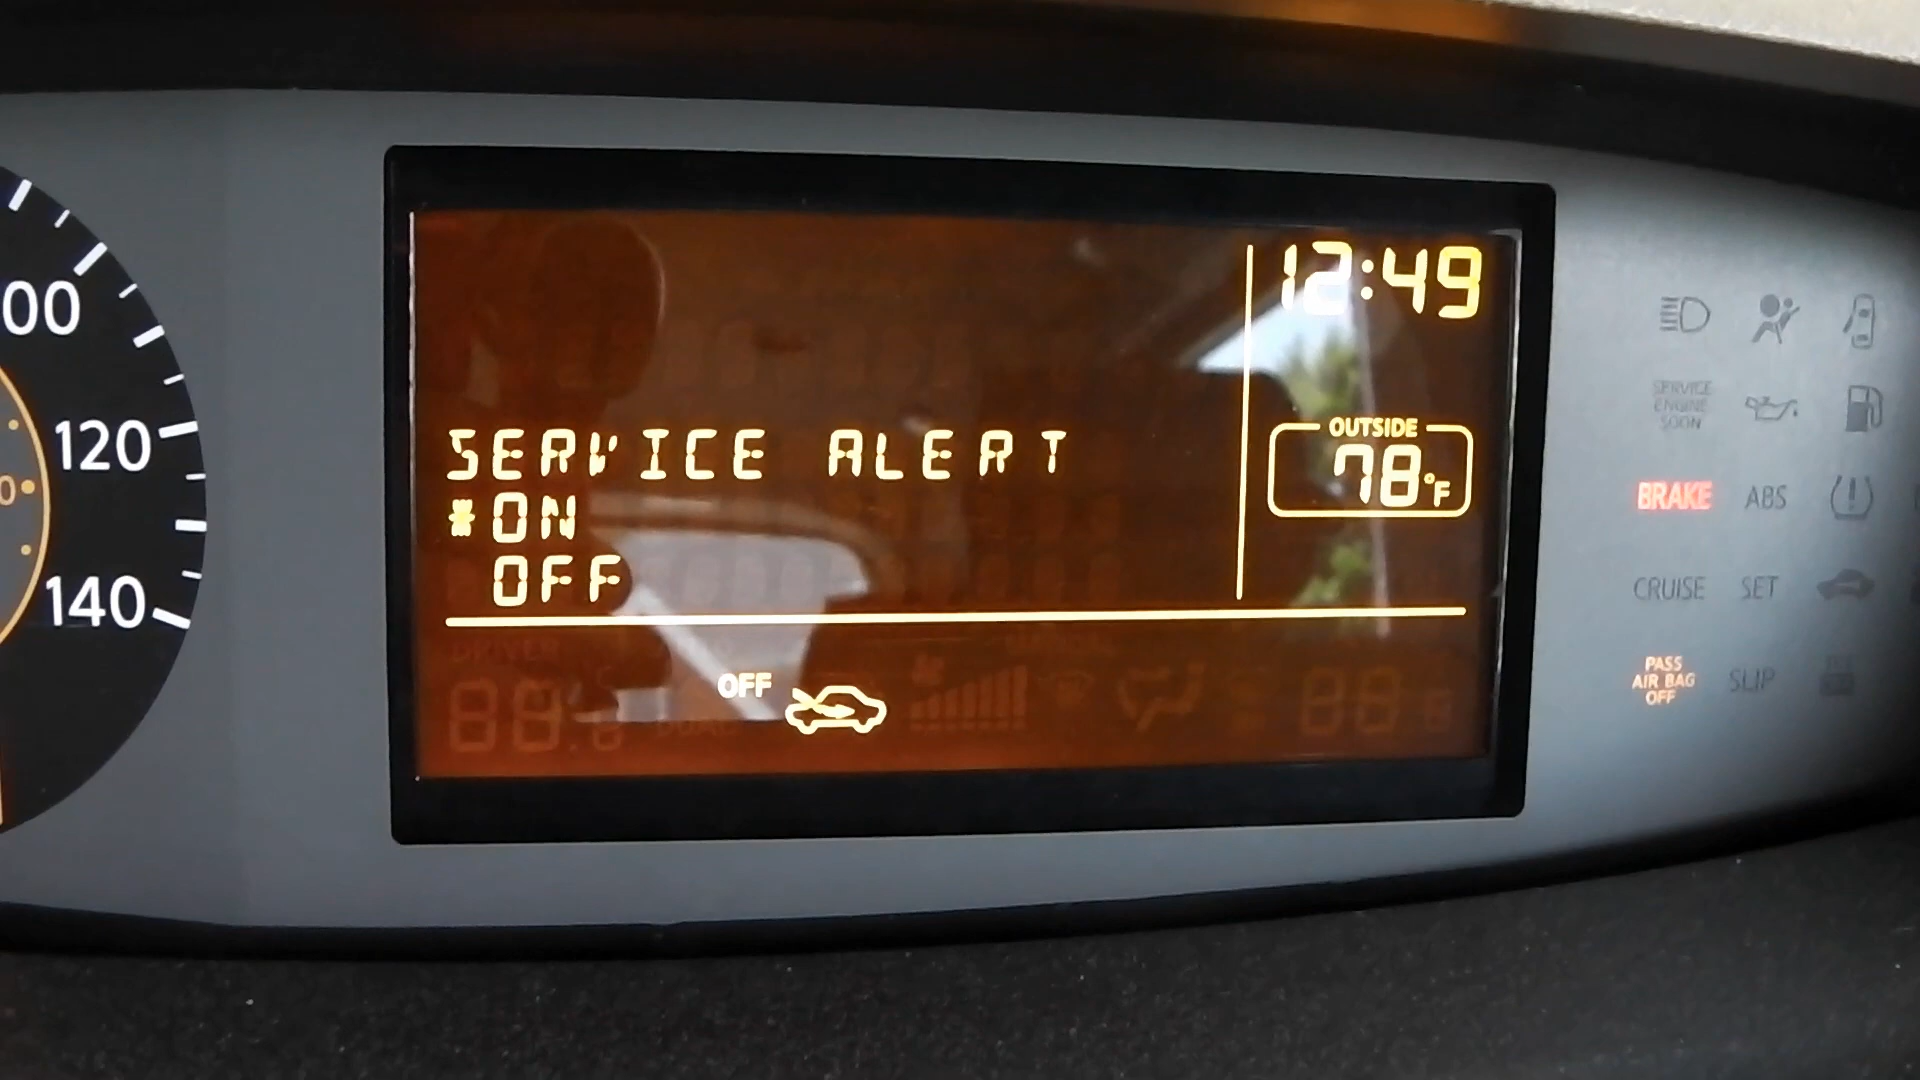 00
120
140
0
SERVICE ALERT
*ON
OFF
12:49
OUTSIDE
78°F
OFF
SERVICE
ENGINE
SOON
BRAKE
ABS
CRUISE
SET
PASS
AIR BAG
OFF
SLIP